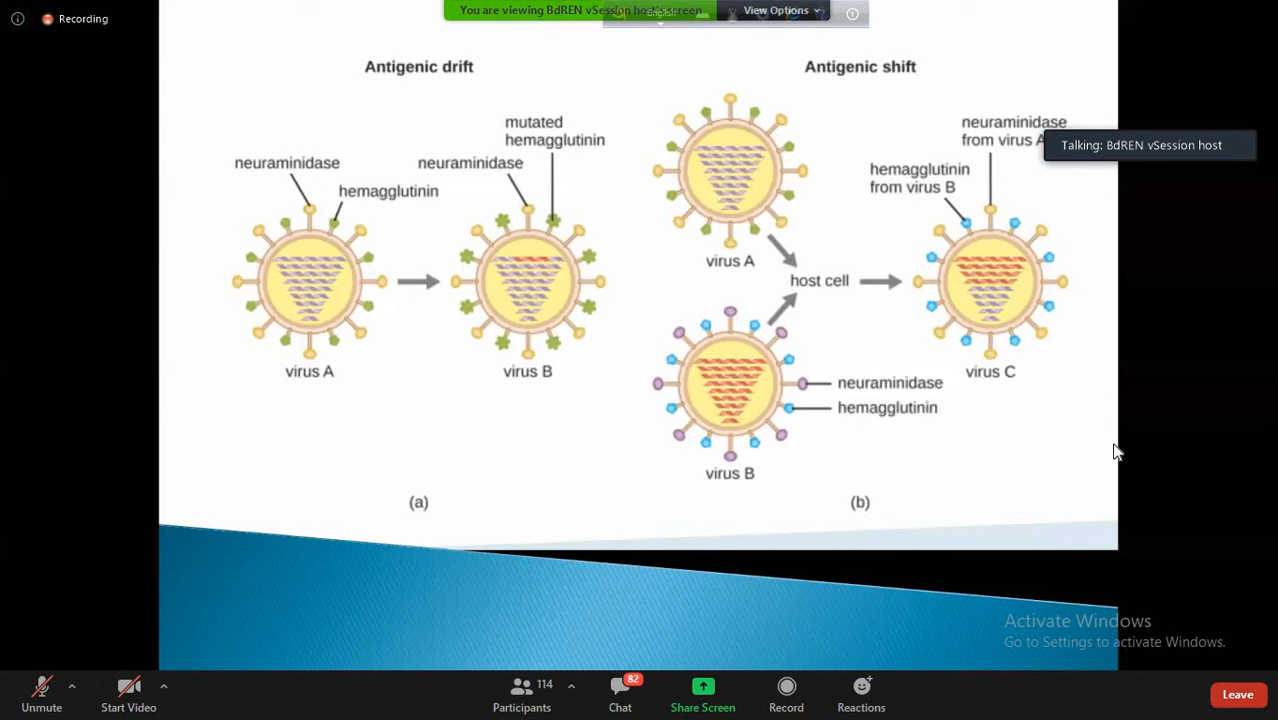 Recording
You are viewing BdREN vSession host's screen
English
View Options
Antigenic drift
Antigenic shift
mutated
hemagglutinin
neuraminidase
neuraminidase
hemagglutinin
virus A
virus B
neuraminidase
from virus A
Talking: BdREN vSession host
hemagglutinin
from virus B
virus A
host cell
virus C
neuraminidase
hemagglutinin
virus B
(a)
(b)
Activate Windows
Go to Settings to activate Windows.
Unmute
Start Video
114
Participants
82
Chat
Share Screen
Record
Reactions
Leave